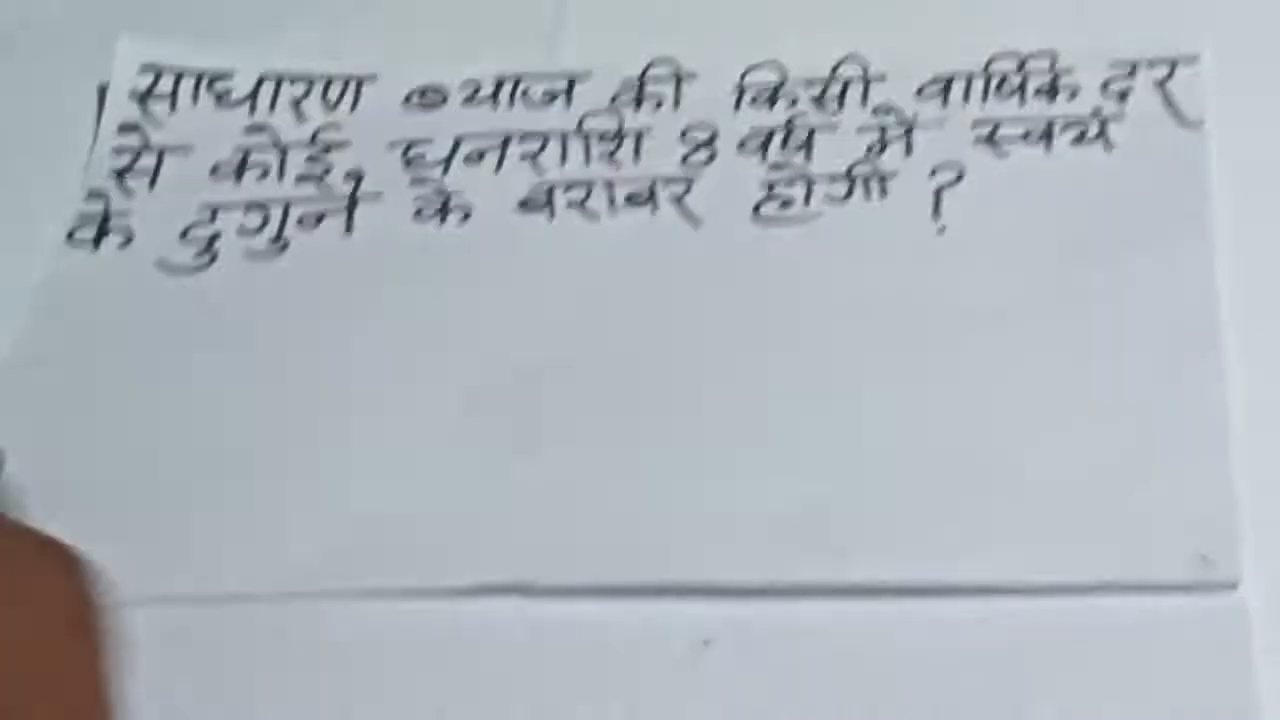 साधारण ब्याज की किसी वार्षिक दर
से कोई धनराशि 8 वर्ष में स्वयं
के दुगुने के बराबर होगी ?